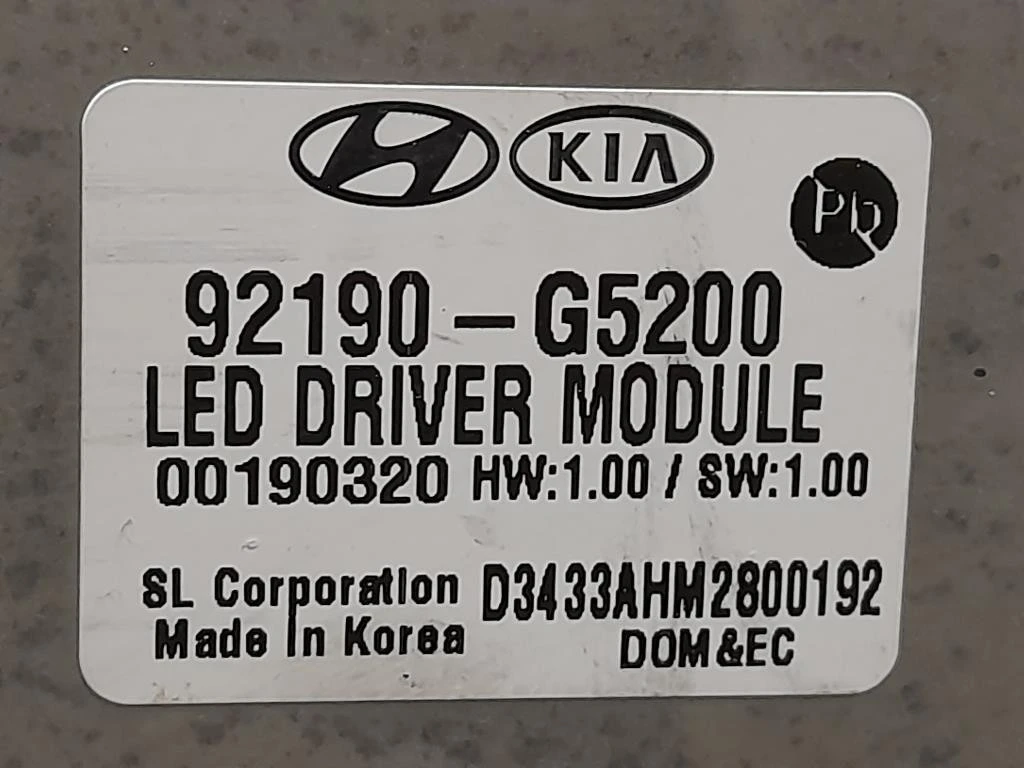 KIA
Pb
92190-G5200
LED DRIVER MODULE
00190320 HW:1.00 / SW:1.00
SL Corporation D3433AHM2800192
Made In Korea DOM&EC